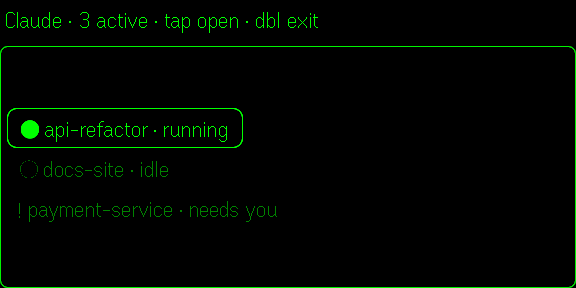 Claude · 3 active · tap open · dbl exit
● api-refactor · running
○ docs-site · idle
! payment-service · needs you